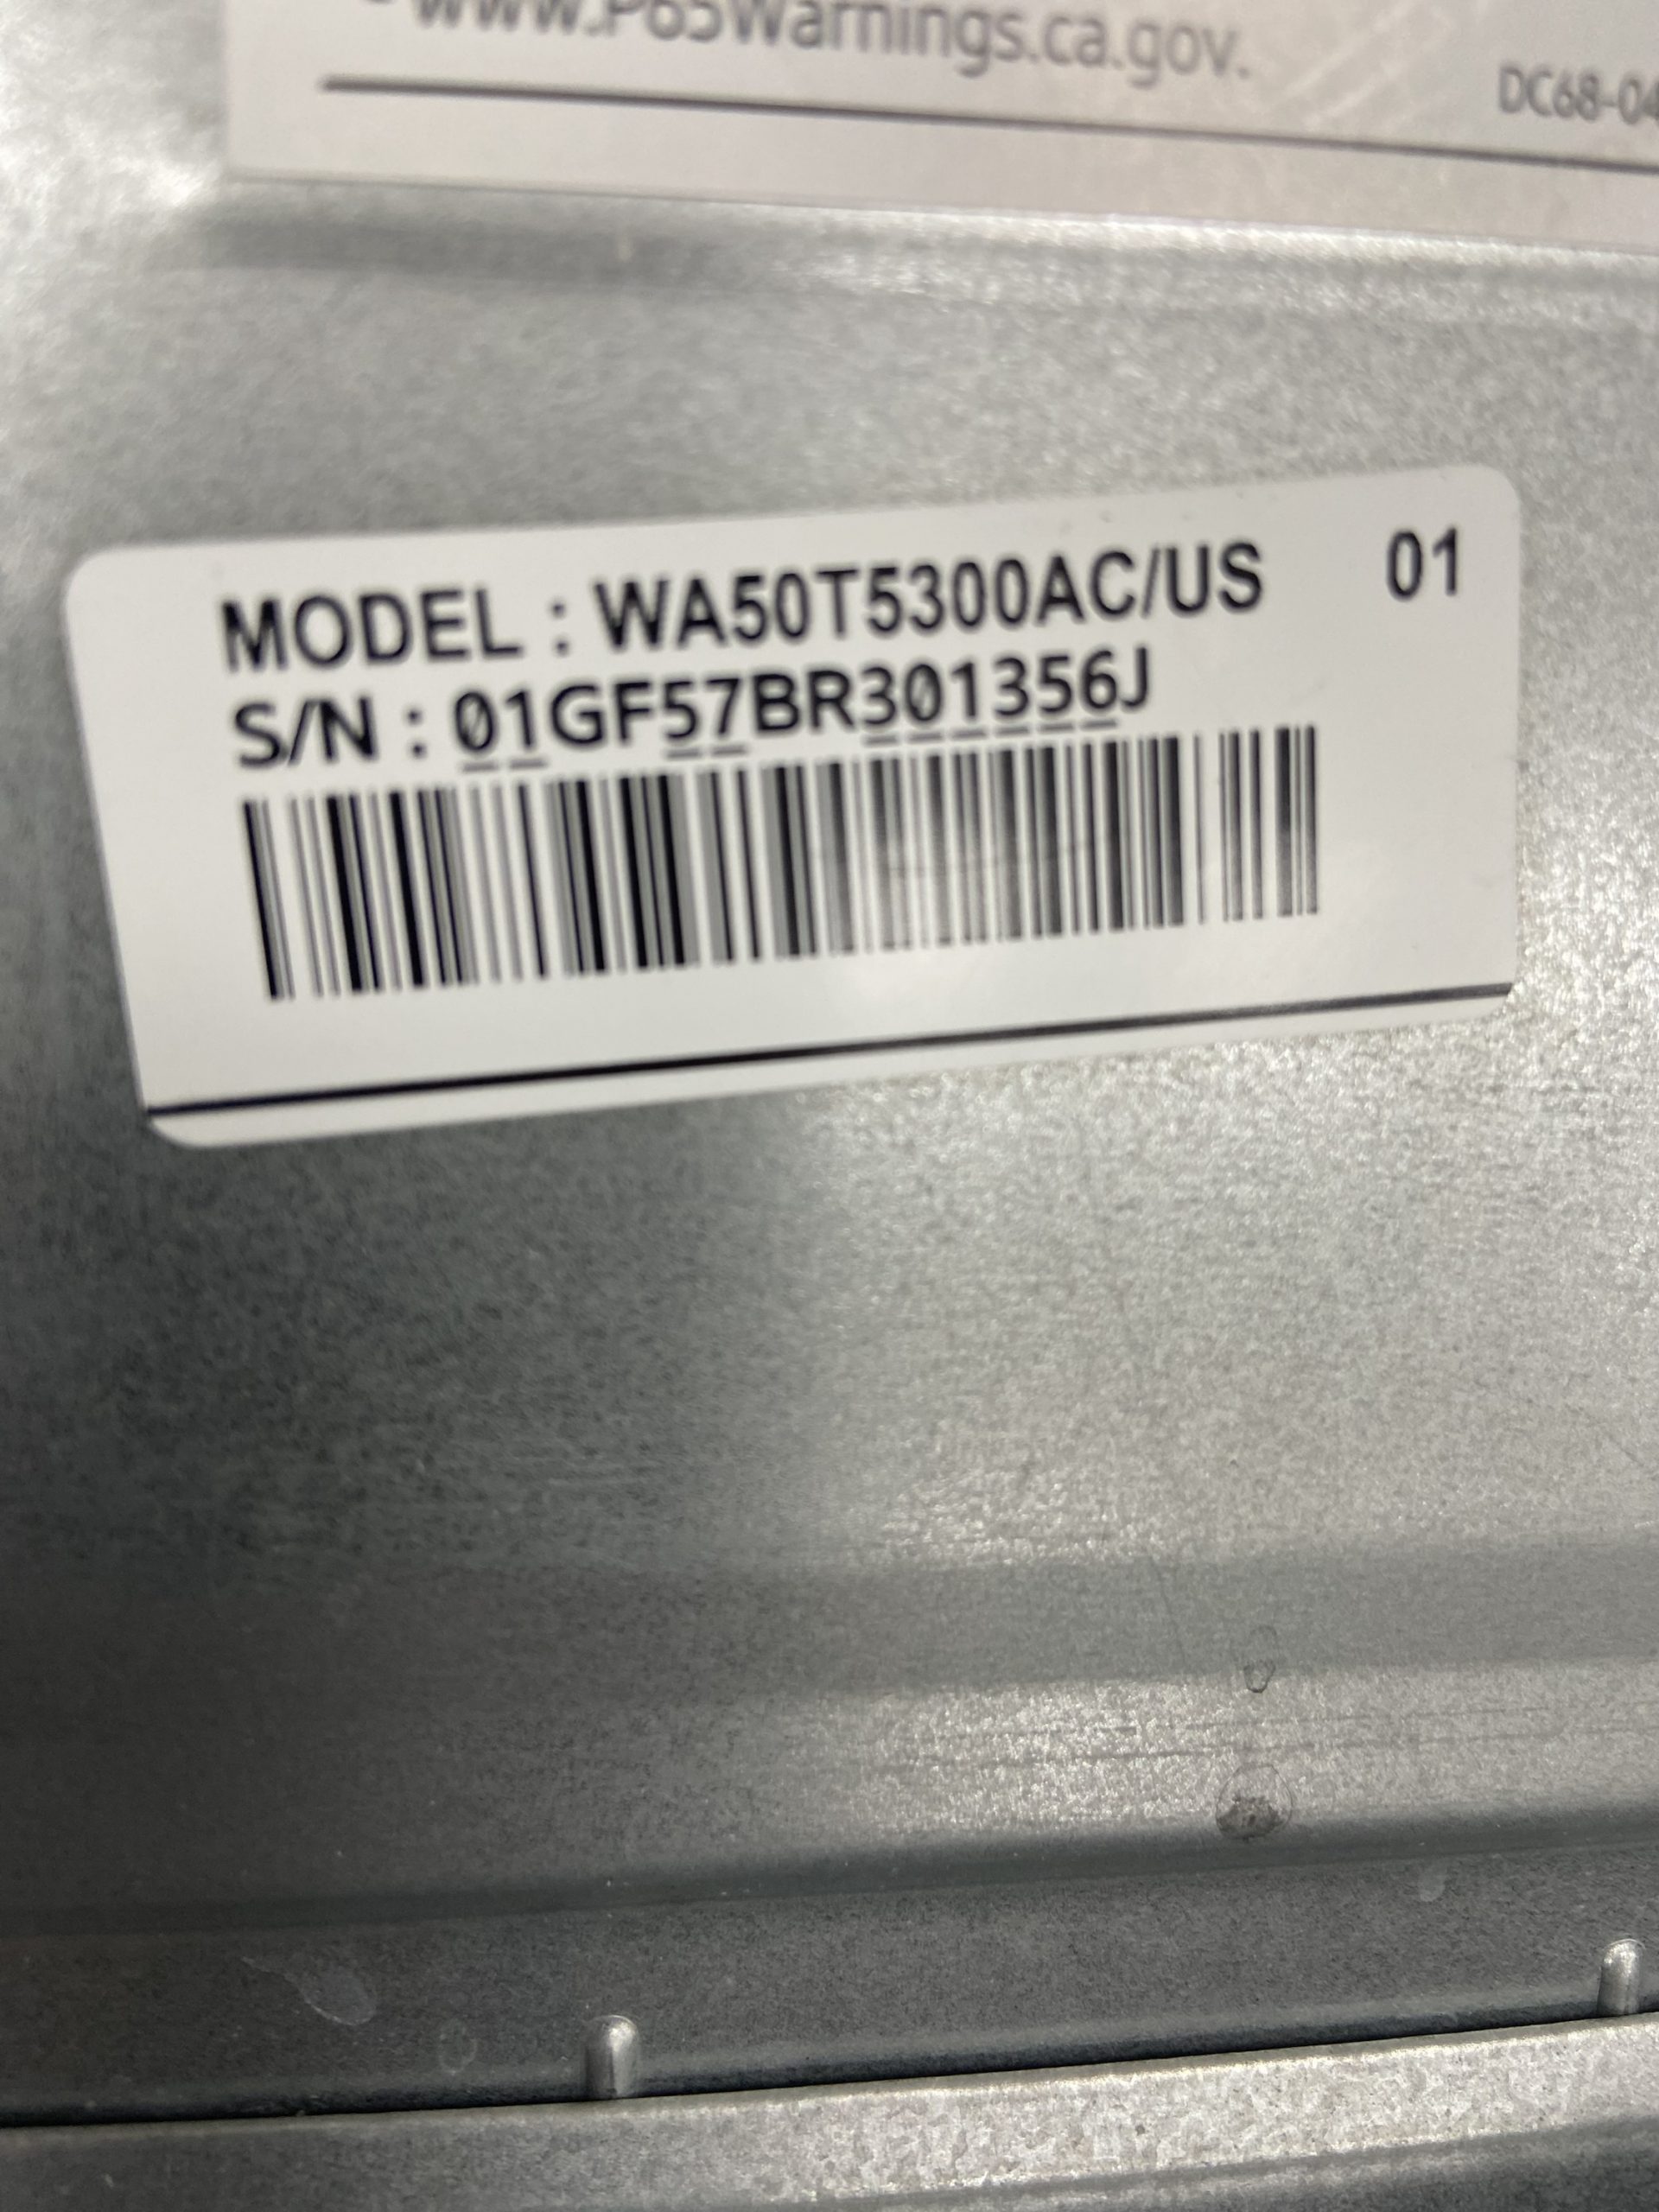 www.P65Warnings.ca.gov.
DC68-04
MODEL : WA50T5300AC/US 01
S/N : 01GF57BR301356J